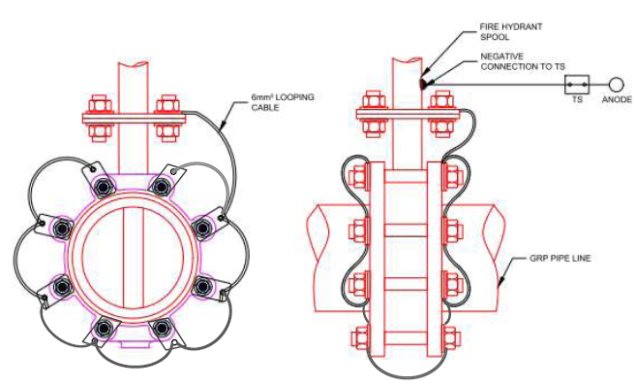 FIRE HYDRANT
SPOOL
NEGATIVE
CONNECTION TO TS
6mm² LOOPING
CABLE
TS
ANODE
GRP PIPE LINE